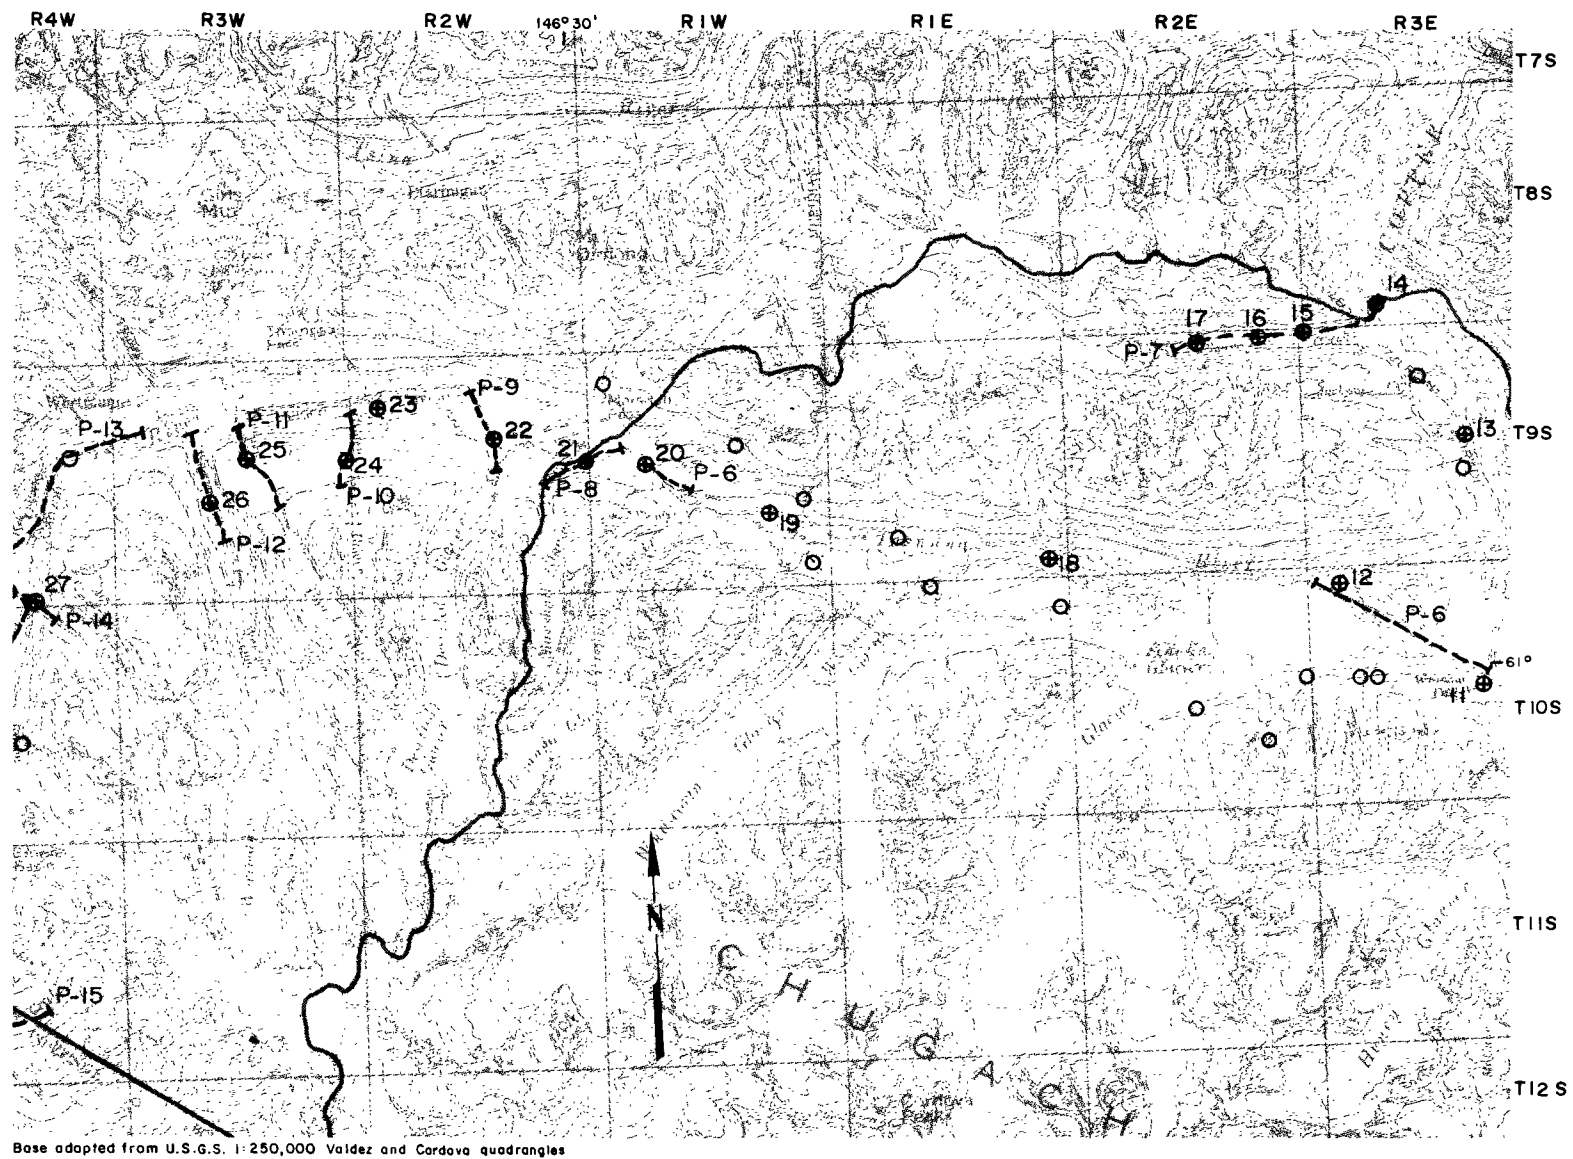 R4W R3W R2W 146°30' R1W R1E R2E R3E
T7S
T8S
COPPER
14
17 16 15
P-7
P-9
23
P-13 P-11
22
13 T9S
25
21 20
24
P-6
P-8
P-10
26
19
P-12
18
12
27
P-14
P-6
61°
11
T10S
Glacier
N
T11S
C H U G A C H
P-15
T12S
Base adapted from U.S.G.S. 1:250,000 Valdez and Cordova quadrangles